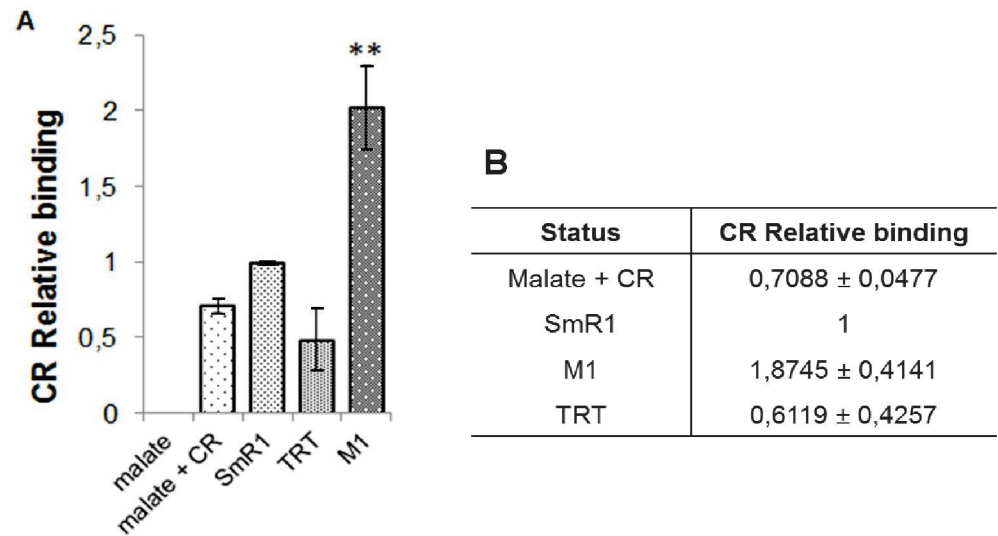 A
CR Relative binding
2,5
2
1,5
1
0,5
0
**
malate
malate + CR
SmR1
TRT
M1
B
Status CR Relative binding
Malate + CR 0,7088 ± 0,0477
SmR1 1
M1 1,8745 ± 0,4141
TRT 0,6119 ± 0,4257